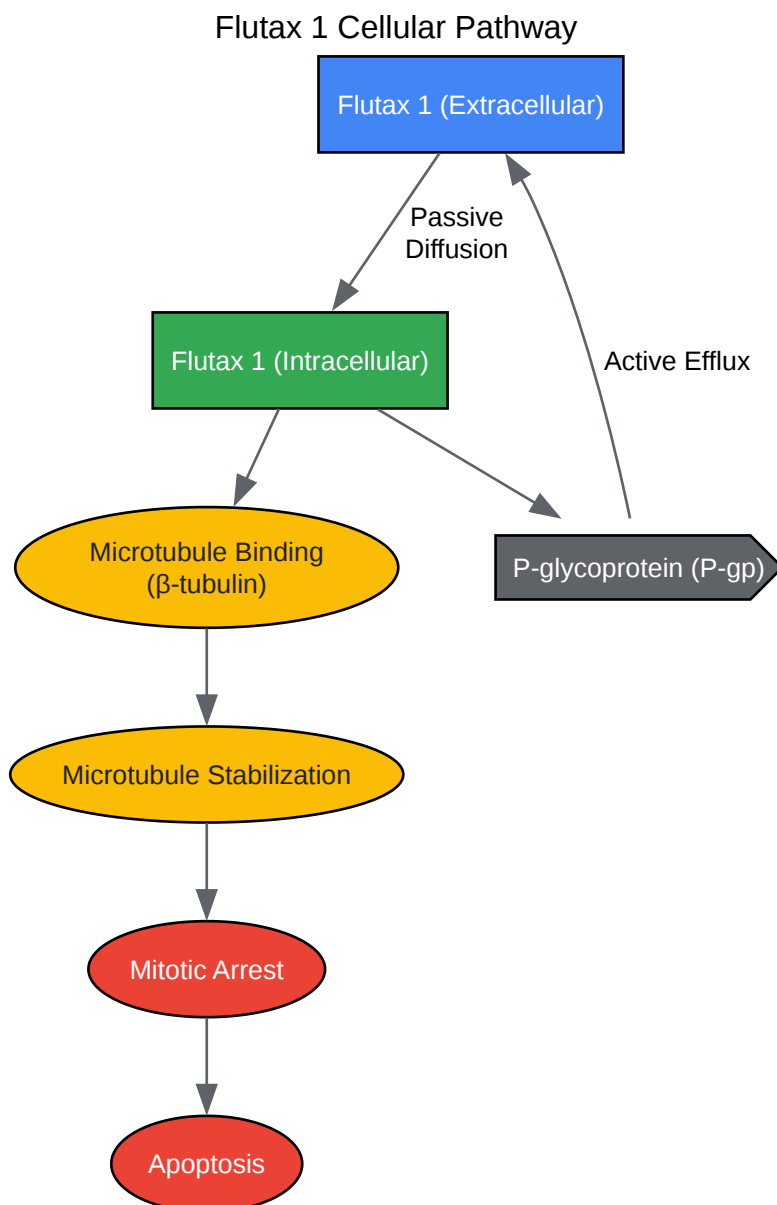 Flutax 1 Cellular Pathway
Flutax 1 (Extracellular)
Passive
Diffusion
Flutax 1 (Intracellular)
Active Efflux
Microtubule Binding
(β-tubulin)
P-glycoprotein (P-gp)
Microtubule Stabilization
Mitotic Arrest
Apoptosis